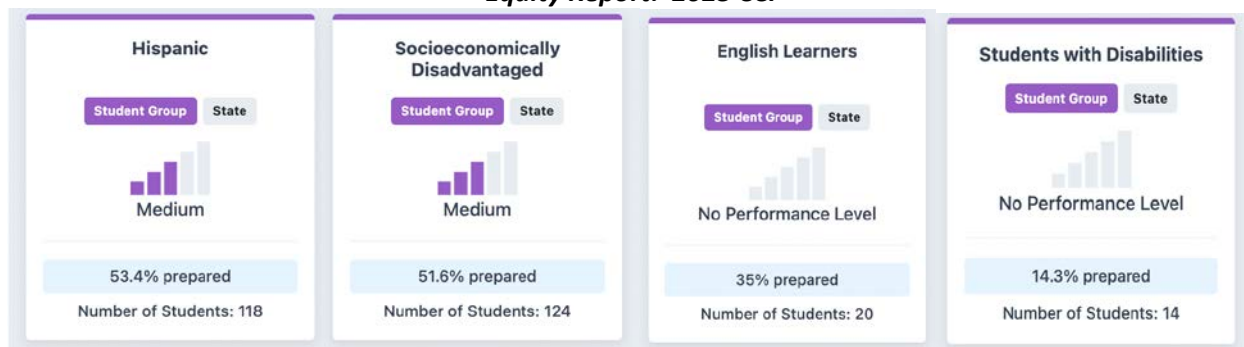 Equity Report:
Hispanic
Student Group State
Medium
53.4% prepared
Number of Students: 118
Socioeconomically
Disadvantaged
Student Group State
Medium
51.6% prepared
Number of Students: 124
English Learners
Student Group State
No Performance Level
35% prepared
Number of Students: 20
Students with Disabilities
Student Group State
No Performance Level
14.3% prepared
Number of Students: 14